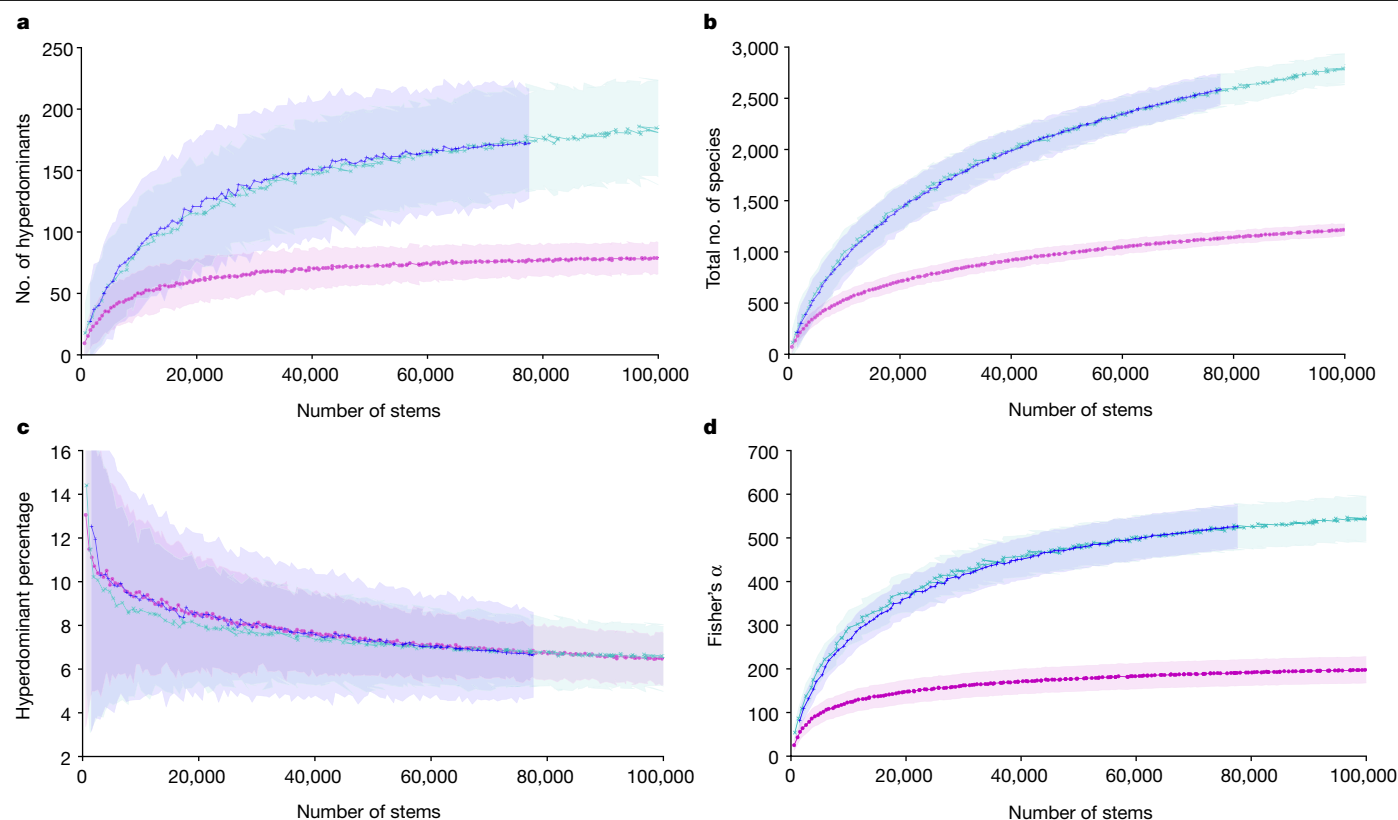 a
No. of hyperdominants
250
200
150
100
50
0
0 20,000 40,000 60,000 80,000 100,000
Number of stems
b
Total no. of species
3,000
2,500
2,000
1,500
1,000
500
0
0 20,000 40,000 60,000 80,000 100,000
Number of stems
c
Hyperdominant percentage
16
14
12
10
8
6
4
2
0 20,000 40,000 60,000 80,000 100,000
Number of stems
d
Fisher's α
700
600
500
400
300
200
100
0
0 20,000 40,000 60,000 80,000 100,000
Number of stems